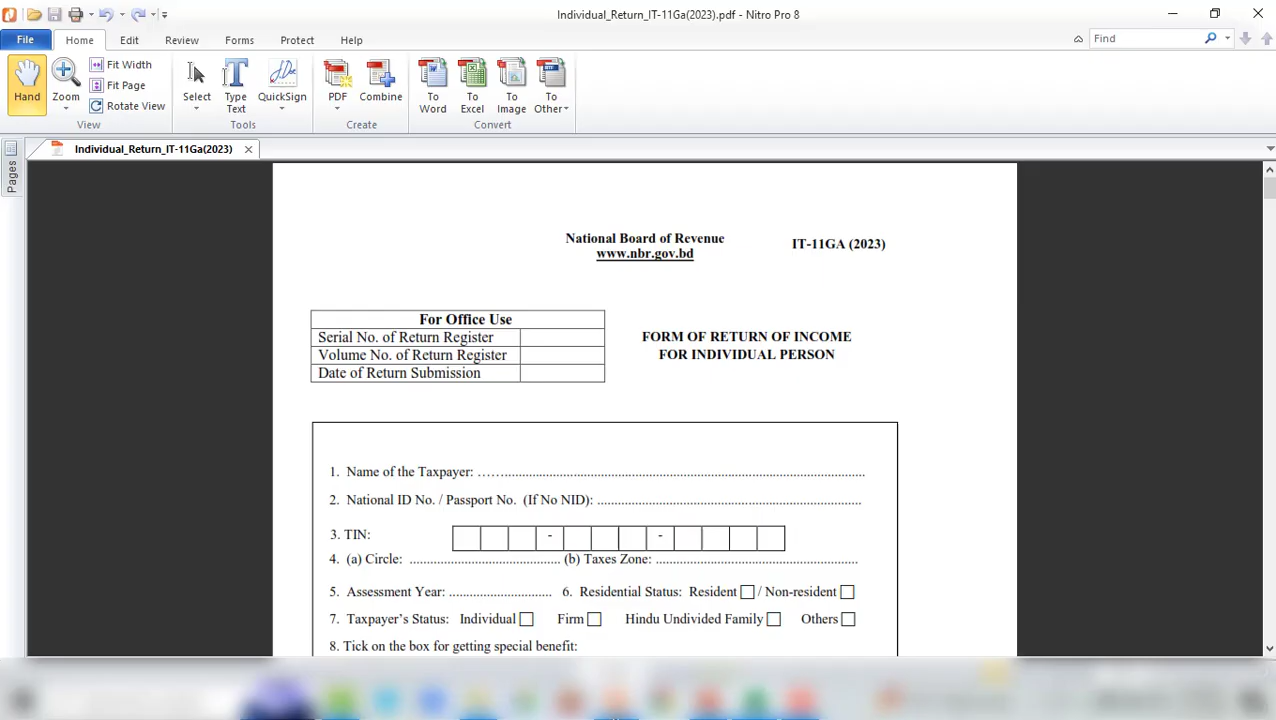 Individual_Return_IT-11Ga(2023).pdf - Nitro Pro 8
File Home Edit Review Forms Protect Help Find
Hand
Zoom
Fit Width
Fit Page
Rotate View
View
Select
Type Text
QuickSign
Tools
PDF
Combine
Create
To Word
To Excel
To Image
To Other
Convert
Individual_Return_IT-11Ga(2023)
Pages
National Board of Revenue
www.nbr.gov.bd
IT-11GA (2023)
For Office Use
Serial No. of Return Register
Volume No. of Return Register
Date of Return Submission
FORM OF RETURN OF INCOME
FOR INDIVIDUAL PERSON
1. Name of the Taxpayer: ..............................................................
2. National ID No. / Passport No. (If No NID): ..............................................................
3. TIN: - -
4. (a) Circle: .............................................. (b) Taxes Zone: ..............................................................
5. Assessment Year: ............................... 6. Residential Status: Resident / Non-resident
7. Taxpayer's Status: Individual Firm Hindu Undivided Family Others
8. Tick on the box for getting special benefit: